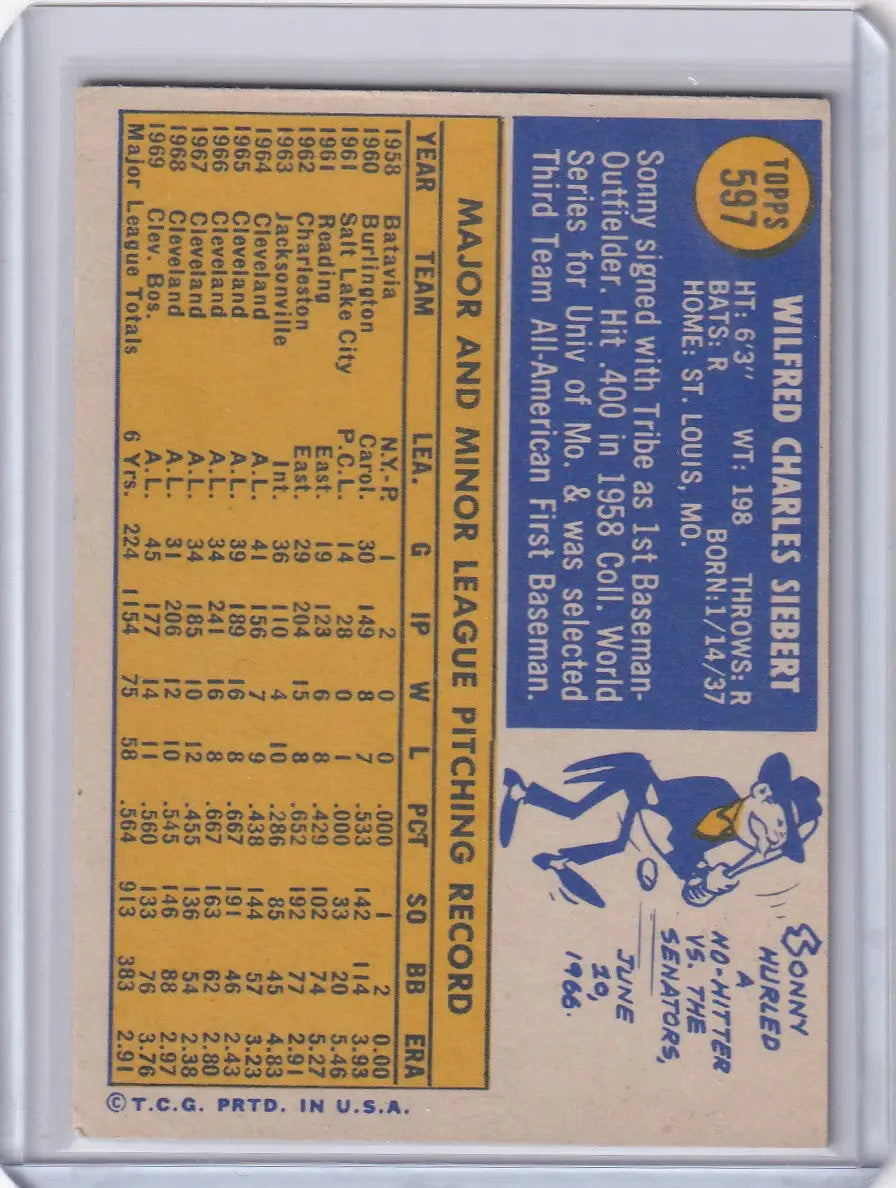 TOPPS
597
WILFRED CHARLES SIEBERT
HT: 6'3" WT: 198 THROWS: R
BATS: R BORN:1/14/37
HOME: ST. LOUIS, MO.
Sonny signed with Tribe as 1st Baseman-
Outfielder. Hit .400 in 1958 Coll. World
Series for Univ of Mo. & was selected
Third Team All-American First Baseman.
SONNY
HURLED
A
NO-HITTER
VS. THE
SENATORS,
JUNE
10,
1966.
MAJOR AND MINOR LEAGUE PITCHING RECORD
YEAR TEAM LEA. G IP W L PCT SO BB ERA
1958 Batavia N.Y.-P. 1 2 0 0 .000 1 2 0.00
1960 Burlington Carol. 30 149 8 7 .533 142 114 3.93
1961 Salt Lake City P.C.L. 14 28 0 1 .000 33 20 5.46
1961 Reading East. 19 123 6 8 .429 102 74 5.27
1962 Charleston East. 29 204 15 8 .652 192 77 2.91
1963 Jacksonville Int. 36 110 4 10 .286 85 45 4.83
1964 Cleveland A.L. 41 156 7 9 .438 144 57 3.23
1965 Cleveland A.L. 39 189 16 8 .667 191 46 2.43
1966 Cleveland A.L. 34 241 16 8 .667 163 62 2.80
1967 Cleveland A.L. 34 185 10 12 .455 136 54 2.38
1968 Cleveland A.L. 31 206 12 10 .545 146 88 2.97
1969 Clev. Bos. A.L. 45 177 14 11 .560 133 76 3.76
Major League Totals 6 Yrs. 224 1154 75 58 .564 913 383 2.91
© T.C.G. PRTD. IN U.S.A.